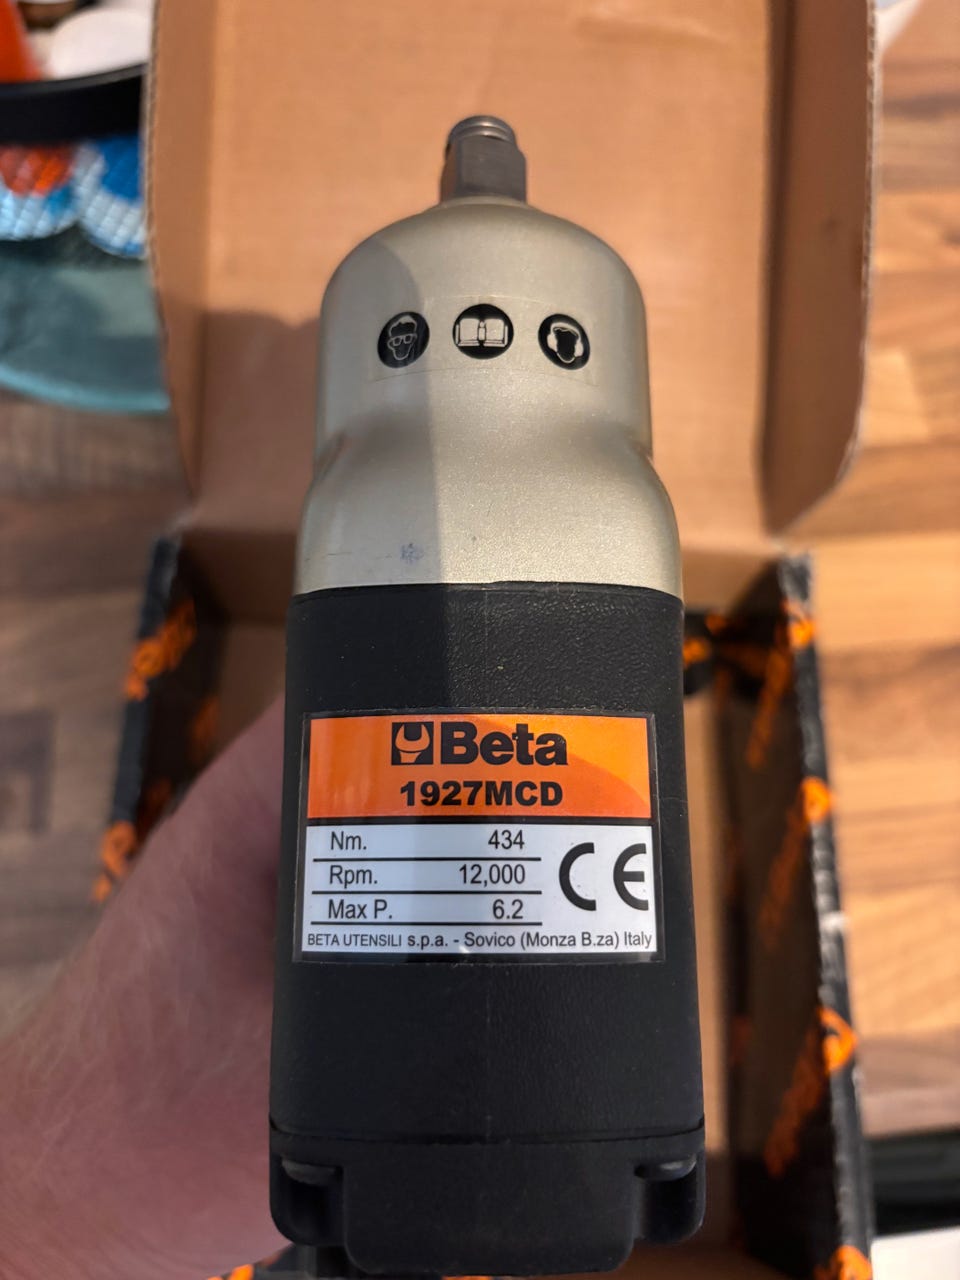 Beta
1927MCD
Nm. 434
Rpm. 12,000
Max P. 6.2
CE
BETA UTENSILI s.p.a. - Sovico (Monza B.za) Italy